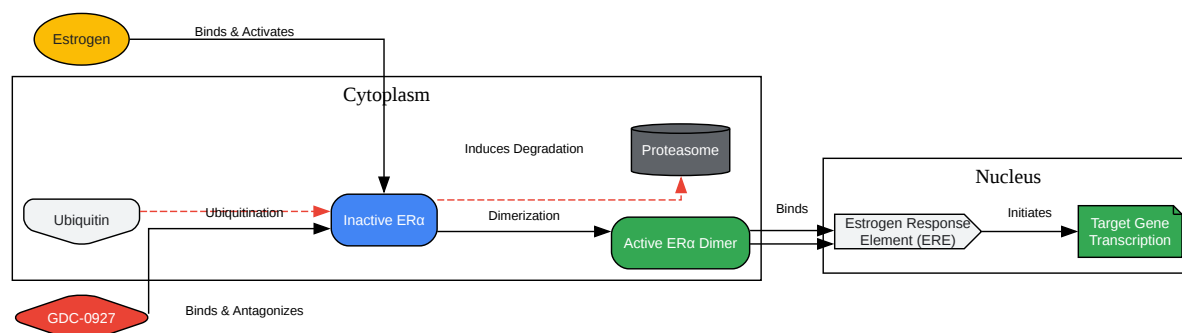 Estrogen
Binds & Activates
Cytoplasm
Induces Degradation
Proteasome
Nucleus
Ubiquitin
Ubiquitination
Inactive ERα
Dimerization
Active ERα Dimer
Binds
Estrogen Response
Element (ERE)
Initiates
Target Gene
Transcription
GDC-0927
Binds & Antagonizes